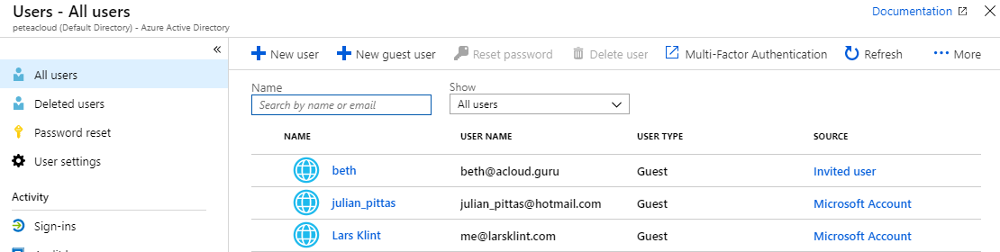 Users - All users
Documentation
peteacloud (Default Directory) - Azure Active Directory
«
All users
Deleted users
Password reset
User settings
Activity
Sign-ins
New user
New guest user
Reset password
Delete user
Multi-Factor Authentication
Refresh
More
Name
Search by name or email
Show
All users
NAME USER NAME USER TYPE SOURCE
beth beth@acloud.guru Guest Invited user
julian_pittas julian_pittas@hotmail.com Guest Microsoft Account
Lars Klint me@larsklint.com Guest Microsoft Account